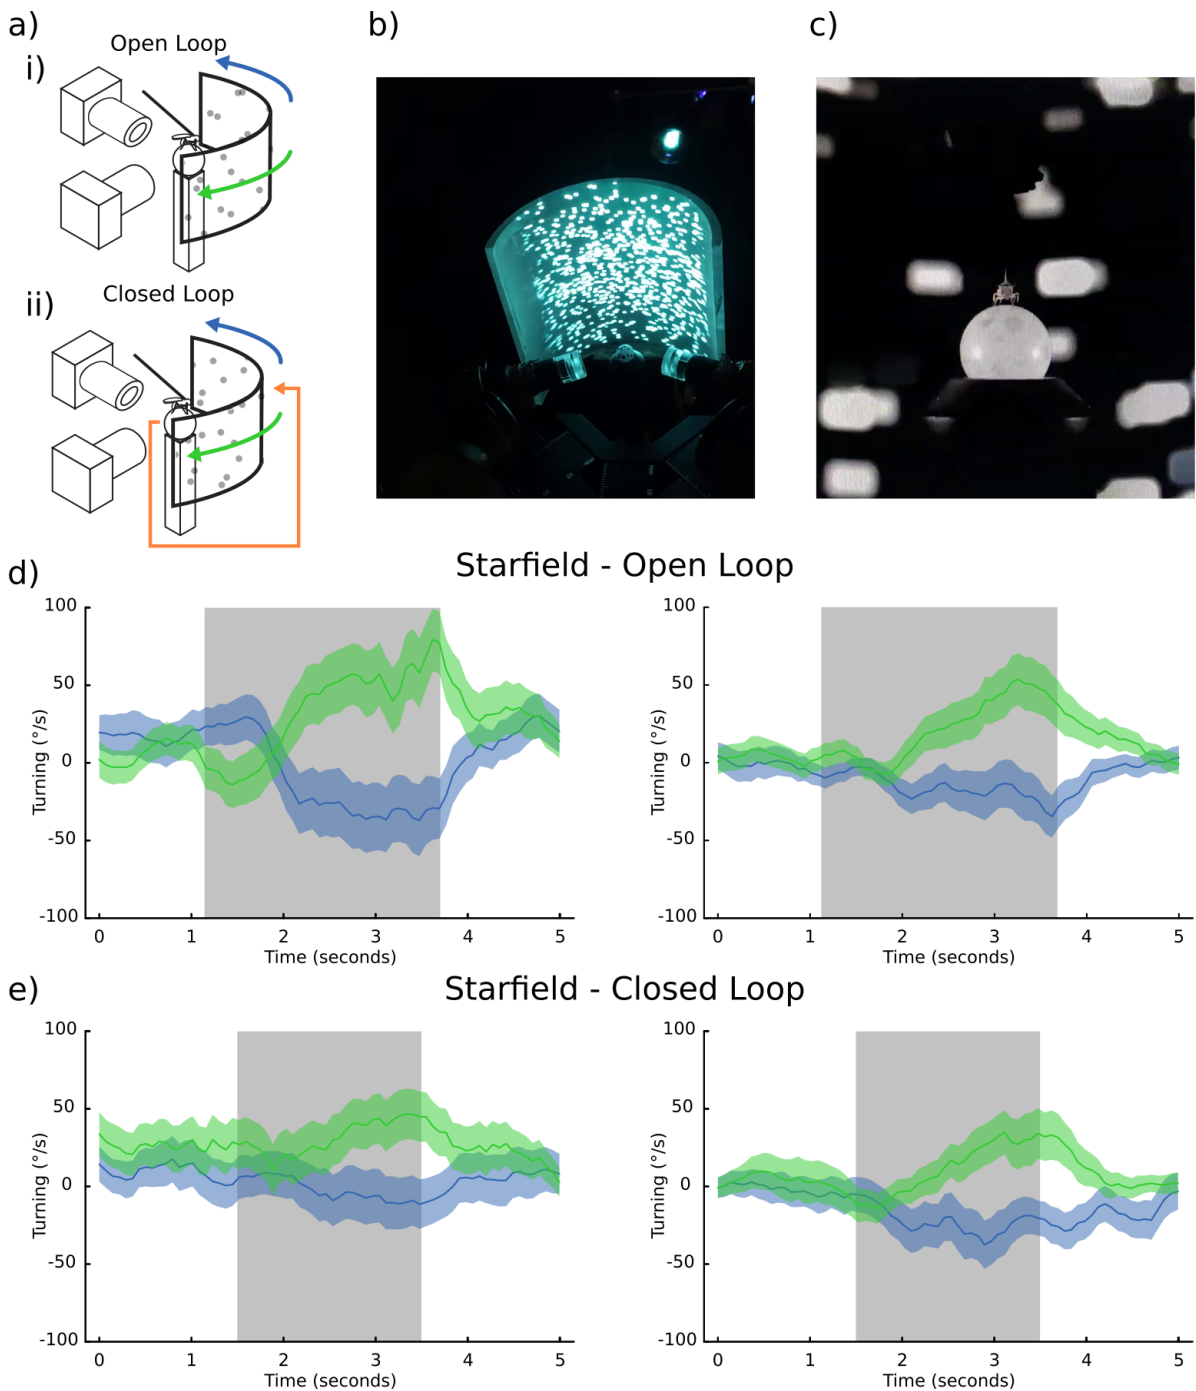 a)
b)
c)
Open Loop
i)
Closed Loop
ii)
d)
Starfield - Open Loop
100
50
0
-50
-100
Turning (°/s)
0 1 2 3 4 5
Time (seconds)
100
50
0
-50
-100
Turning (°/s)
0 1 2 3 4 5
Time (seconds)
e)
Starfield - Closed Loop
100
50
0
-50
-100
Turning (°/s)
0 1 2 3 4 5
Time (seconds)
100
50
0
-50
-100
Turning (°/s)
0 1 2 3 4 5
Time (seconds)